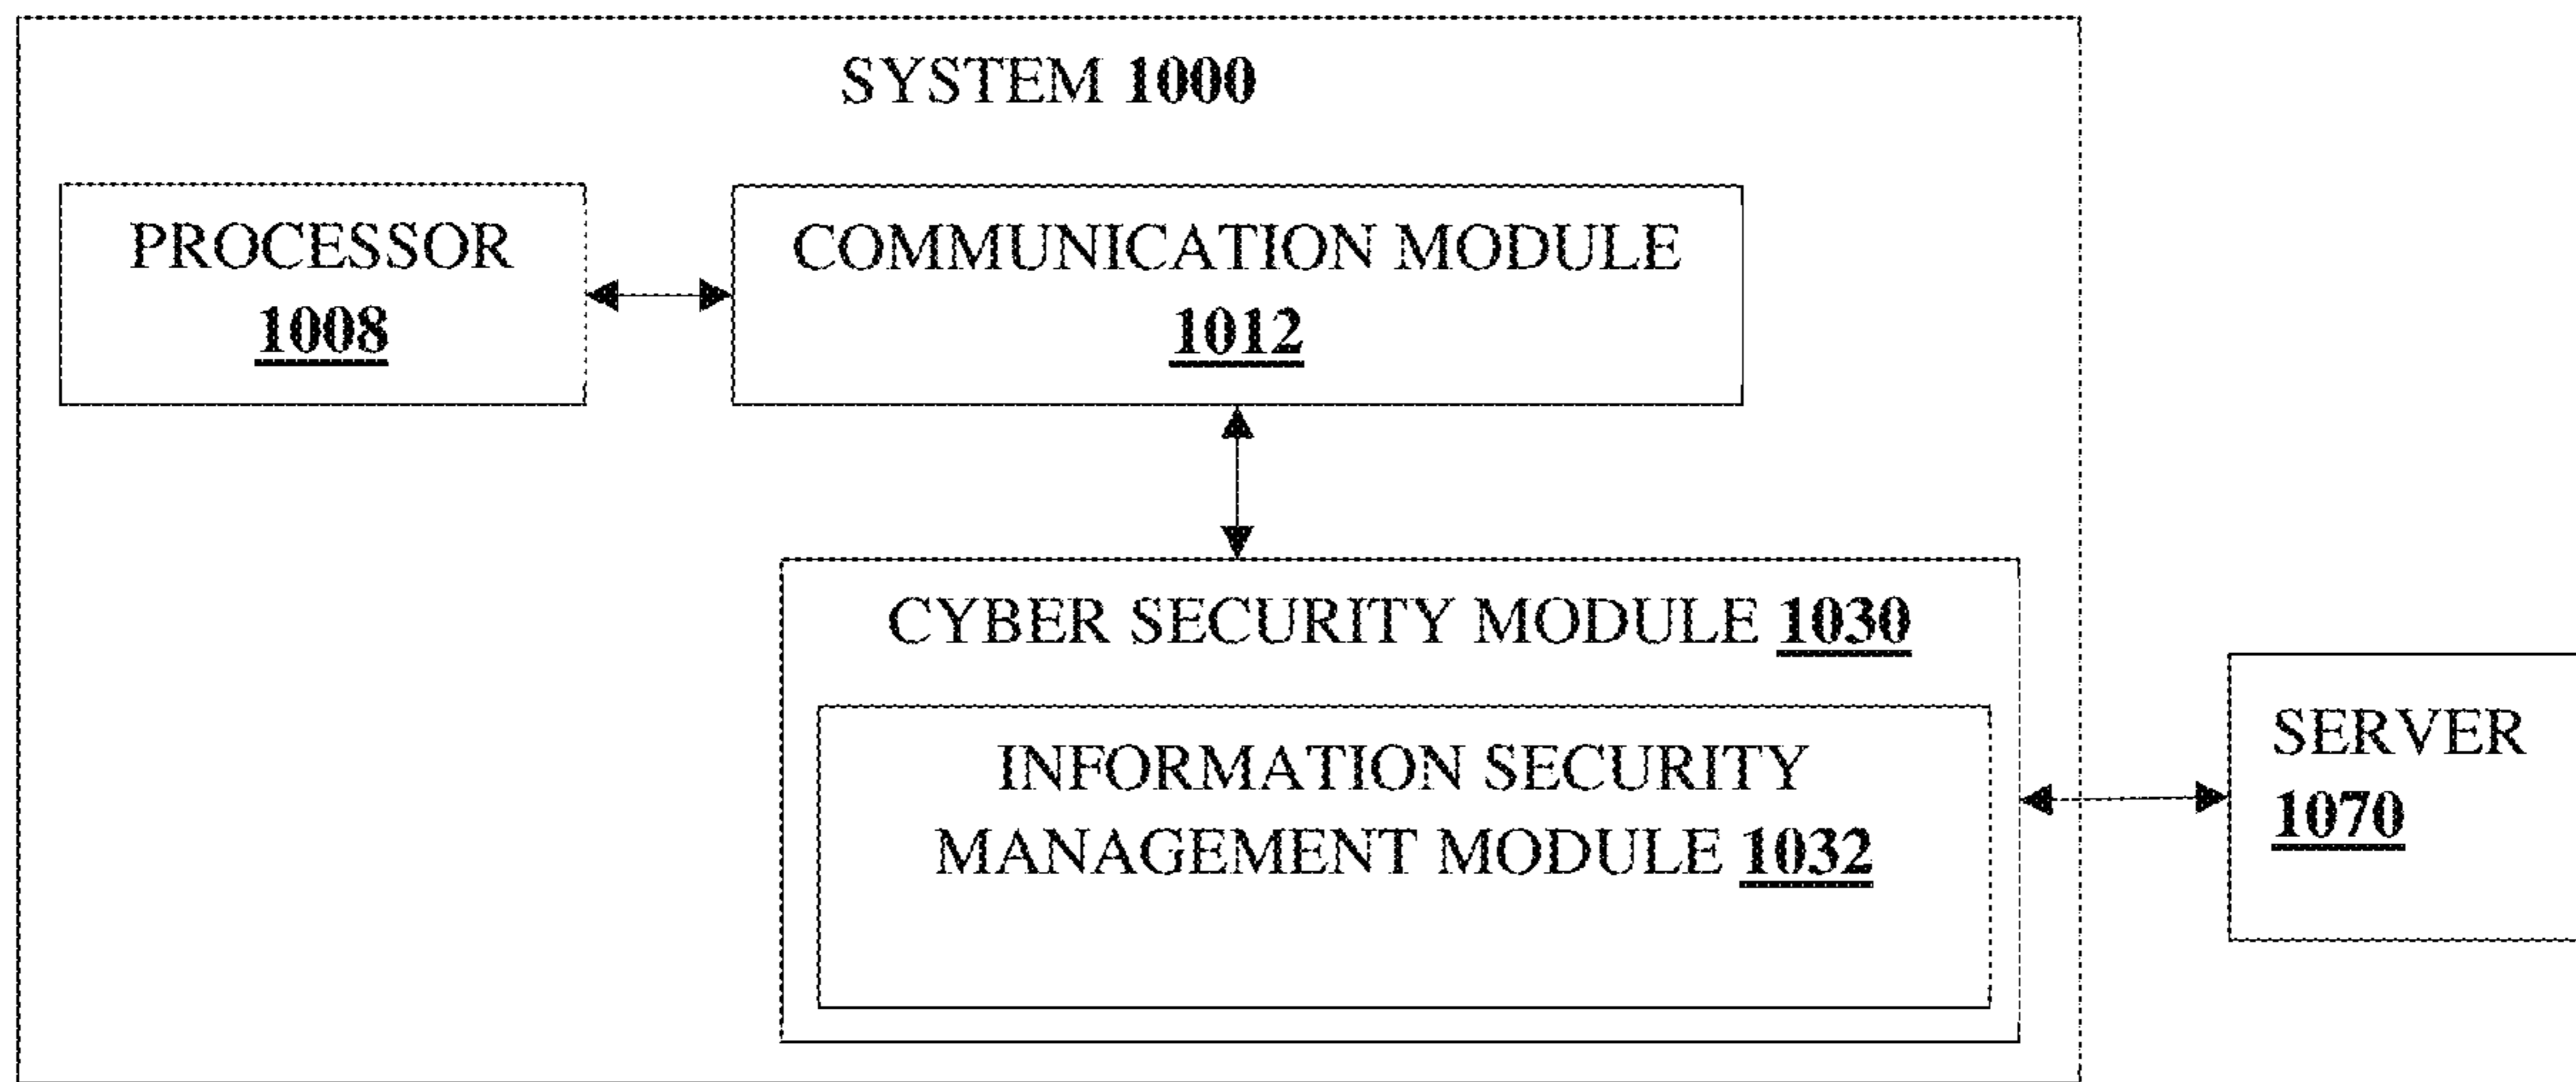 SYSTEM 1000
PROCESSOR
1008
COMMUNICATION MODULE
1012
CYBER SECURITY MODULE 1030
INFORMATION SECURITY
MANAGEMENT MODULE 1032
SERVER
1070